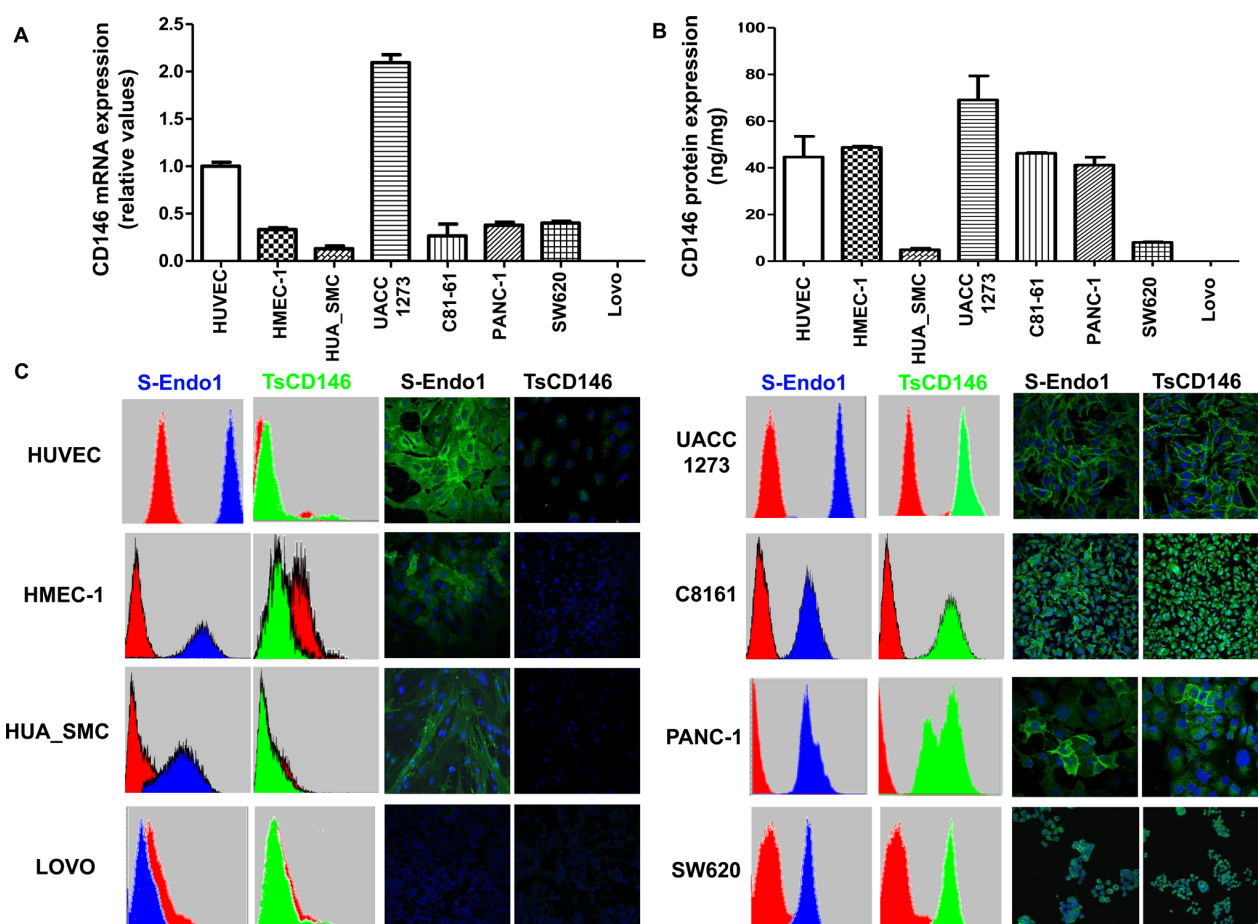 A
CD146 mRNA expression
(relative values)
2.5
2.0
1.5
1.0
0.5
0.0
HUVEC
HMEC-1
HUA_SMC
UACC
1273
C81-61
PANC-1
SW620
Lovo
B
CD146 protein expression
(ng/mg)
100
80
60
40
20
0
HUVEC
HMEC-1
HUA_SMC
UACC
1273
C81-61
PANC-1
SW620
Lovo
C
S-Endo1 TsCD146 S-Endo1 TsCD146
HUVEC
HMEC-1
HUA_SMC
LOVO
S-Endo1 TsCD146 S-Endo1 TsCD146
UACC
1273
C8161
PANC-1
SW620